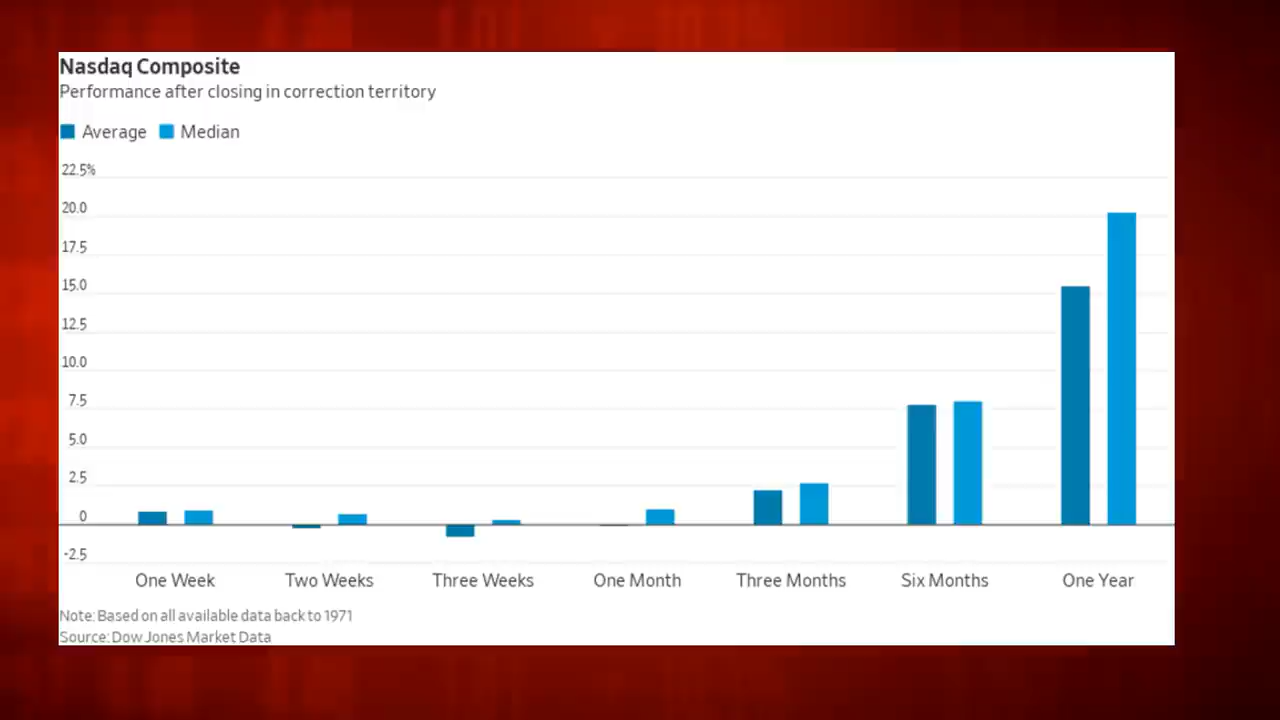 Nasdaq Composite
Performance after closing in correction territory
Average Median
22.5%
20.0
17.5
15.0
12.5
10.0
7.5
5.0
2.5
0
-2.5
One Week Two Weeks Three Weeks One Month Three Months Six Months One Year
Note: Based on all available data back to 1971
Source: Dow Jones Market Data